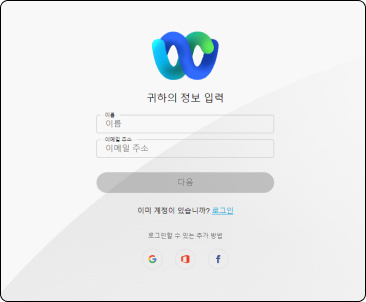 귀하의 정보 입력
이름
이름
이메일 주소
이메일 주소
다음
이미 계정이 있습니까? 로그인
로그인할 수 있는 추가 방법